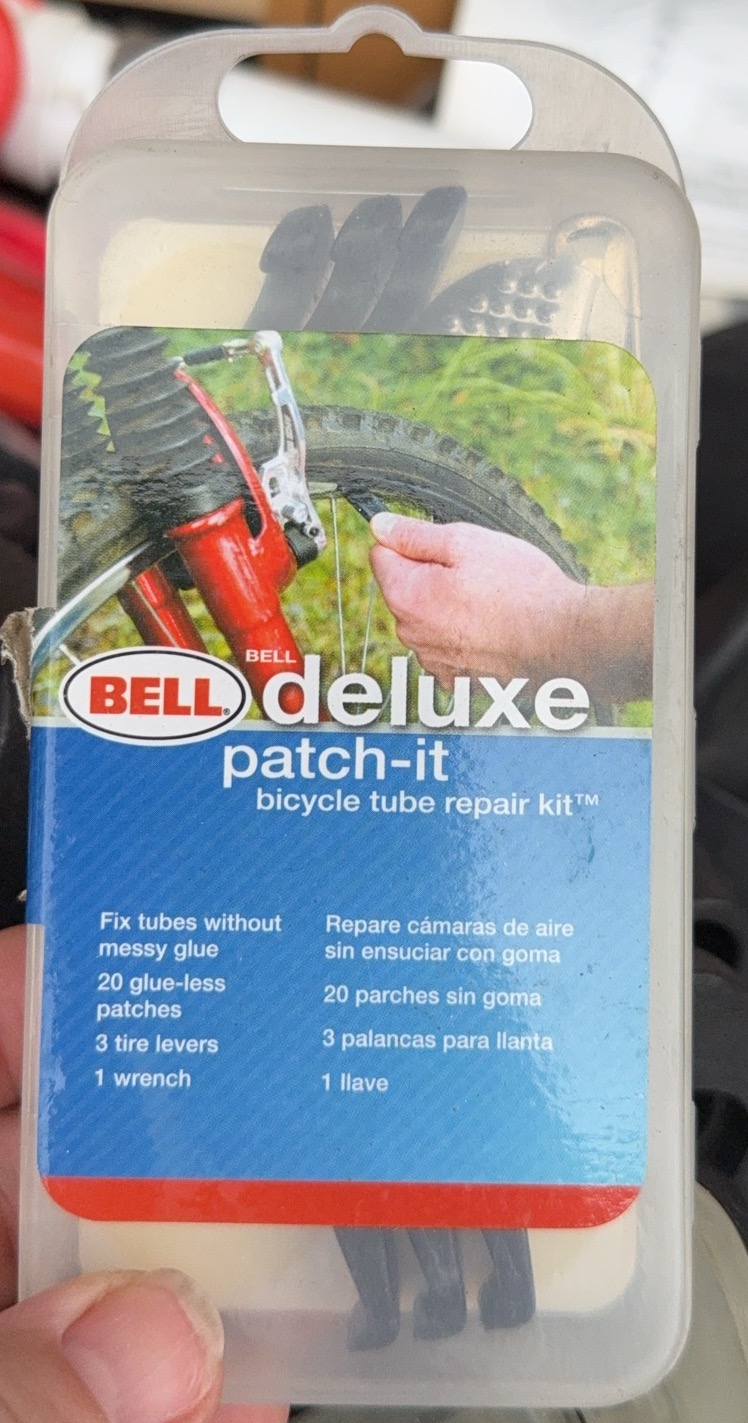 BELL
BELL
deluxe
patch-it
bicycle tube repair kit™
Fix tubes without
messy glue
20 glue-less
patches
3 tire levers
1 wrench
Repare cámaras de aire
sin ensuciar con goma
20 parches sin goma
3 palancas para llanta
1 llave